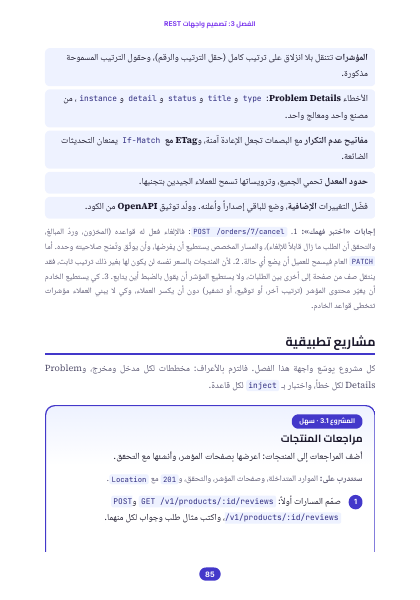 الفصل 3: تصميم واجهات REST
المؤشرات تتنقل بلا انزلاق على ترتيب كامل (حقل الترتيب والرقم)، وحقول الترتيب المسموحة
مذكورة.
الأخطاء Problem Details: type و title و status و detail و instance ، من
مصنع واحد ومعالج واحد.
مفاتيح عدم التكرار مع البصمات تجعل الإعادة آمنة، وETag مع If-Match يمنعان التحديثات
الضائعة.
حدود المعدل تحمي الجميع، وترويساتها تسمح للعملاء الجيدين بتجنبها.
فضّل التغييرات الإضافية، وضع للباقي إصداراً وأعلنه. وولّد توثيق OpenAPI من الكود.
إجابات «اختبر فهمك»: 1. POST /orders/7/cancel : فالإلغاء فعل له قواعده (المخزون، وردّ المبالغ،
والتحقق أن الطلب ما زال قابلاً للإلغاء)، والمسار المخصص يستطيع أن يفرضها، وأن يوثَّق وتُمنح صلاحيته وحده. أما
PATCH العام فيسمح للعميل أن يضع أي حالة. 2. لأن المنتجات بالسعر نفسه لن يكون لها بغير ذلك ترتيب ثابت، فقد
ينتقل صف من صفحة إلى أخرى بين الطلبات، ولا يستطيع المؤشر أن يقول بالضبط أين يتابع. 3. كي يستطيع الخادم
أن يغيّر محتوى المؤشر (ترتيب آخر، أو توقيع، أو تشفير) دون أن يكسر العملاء، وكي لا يبني العملاء مؤشرات
تتخطى قواعد الخادم.
مشاريع تطبيقية
كل مشروع يوسّع واجهة هذا الفصل. فالتزم بالأعراف: مخططات لكل مدخل ومخرج، وProblem
Details لكل خطأ، واختبار بـ inject لكل قاعدة.
المشروع 3.1 · سهل
مراجعات المنتجات
أضف المراجعات إلى المنتجات: اعرضها بصفحات المؤشر، وأنشئها مع التحقق.
ستتدرب على: الموارد المتداخلة، وصفحات المؤشر، والتحقق، و 201 مع Location .
1 صمّم المسارات أولاً: GET /v1/products/:id/reviews وPOST
/v1/products/:id/reviews، واكتب مثال طلب وجواب لكل منهما.
85